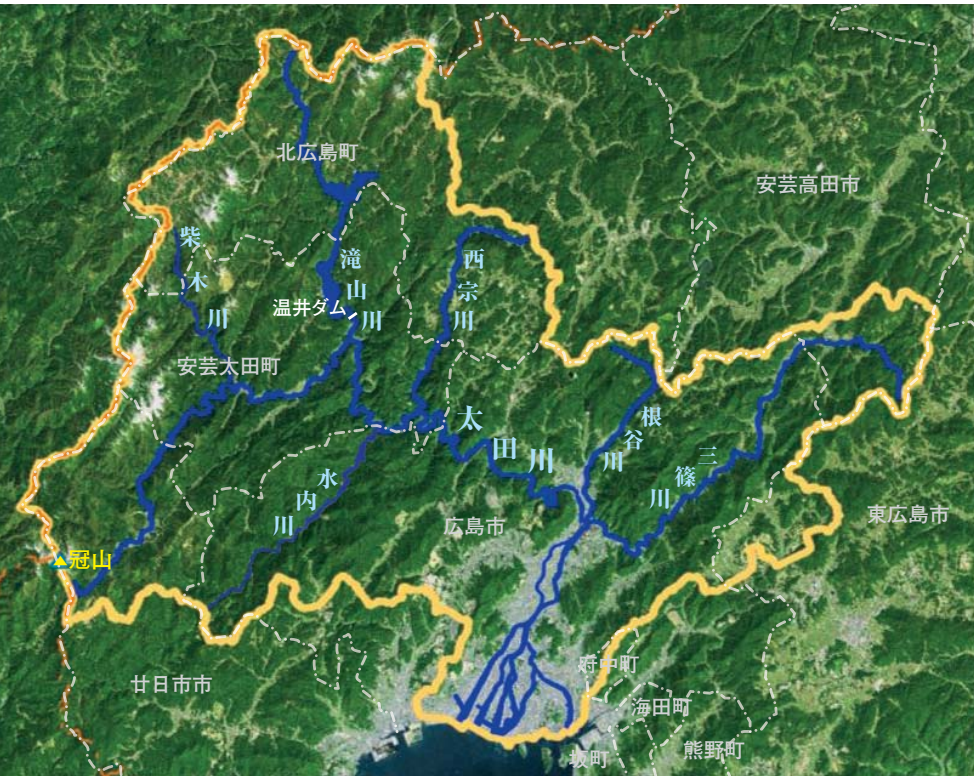 北広島町
安芸高田市
柴木川
滝山川
西宗川
温井ダム
安芸太田町
太田川
根谷川
三篠川
水内川
広島市
東広島市
冠山
府中町
廿日市市
海田町
熊野町
坂町